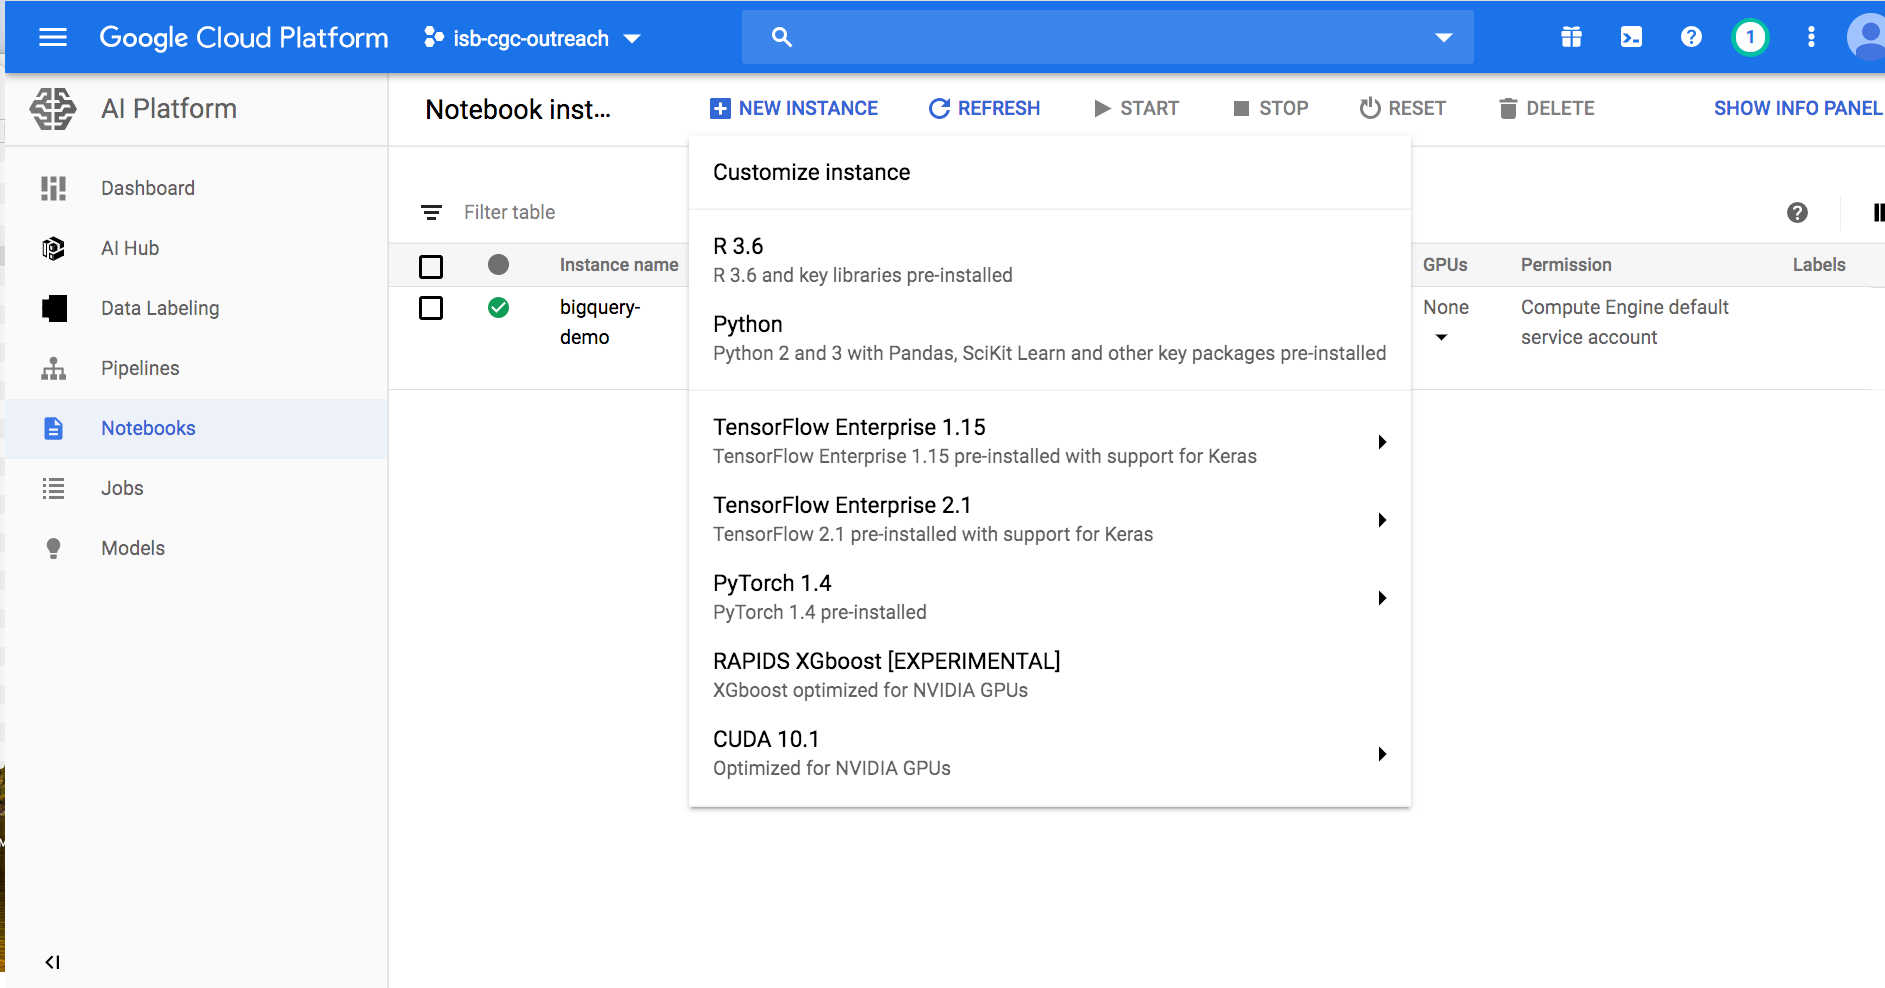 Google Cloud Platform
isb-cgc-outreach
1
AI Platform
Notebook inst...
NEW INSTANCE
REFRESH
START
STOP
RESET
DELETE
SHOW INFO PANEL
Dashboard
AI Hub
Data Labeling
Pipelines
Notebooks
Jobs
Models
Filter table
Instance name
GPUs
Permission
Labels
bigquery-
demo
None
Compute Engine default
service account
Customize instance
R 3.6
R 3.6 and key libraries pre-installed
Python
Python 2 and 3 with Pandas, SciKit Learn and other key packages pre-installed
TensorFlow Enterprise 1.15
TensorFlow Enterprise 1.15 pre-installed with support for Keras
TensorFlow Enterprise 2.1
TensorFlow 2.1 pre-installed with support for Keras
PyTorch 1.4
PyTorch 1.4 pre-installed
RAPIDS XGboost [EXPERIMENTAL]
XGboost optimized for NVIDIA GPUs
CUDA 10.1
Optimized for NVIDIA GPUs